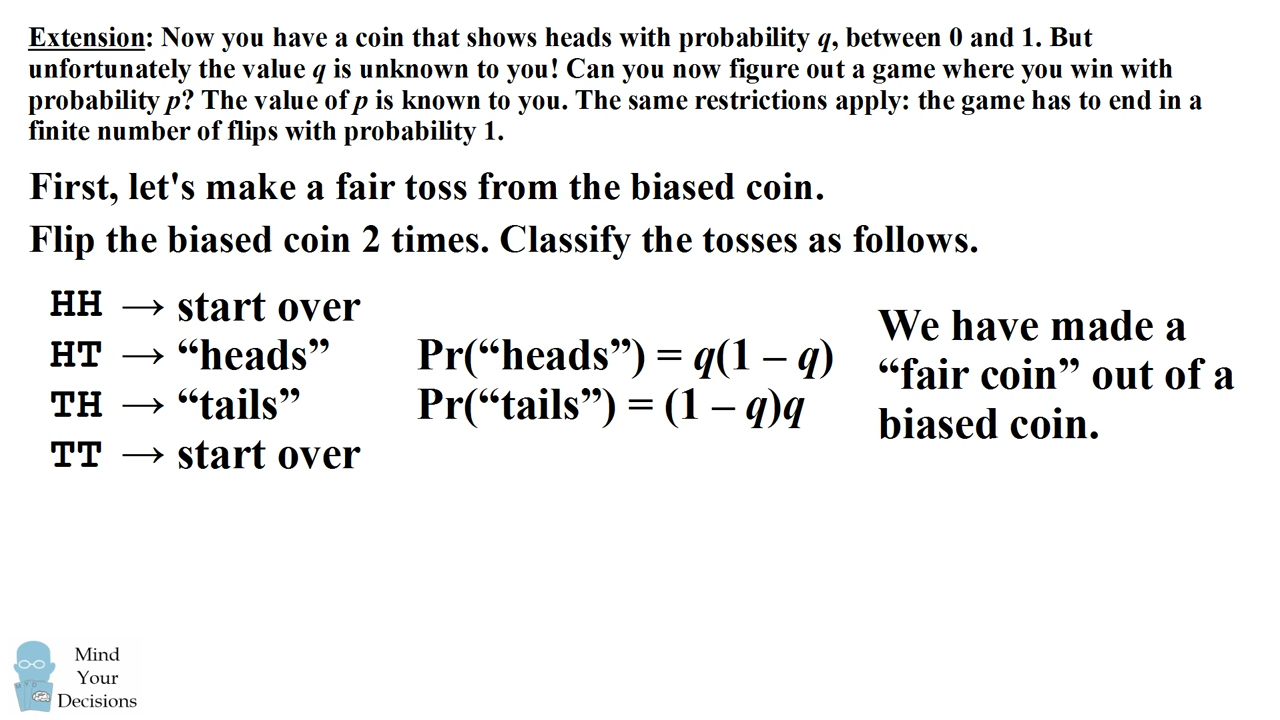 Extension: Now you have a coin that shows heads with probability q, between 0 and 1. But
unfortunately the value q is unknown to you! Can you now figure out a game where you win with
probability p? The value of p is known to you. The same restrictions apply: the game has to end in a
finite number of flips with probability 1.
First, let's make a fair toss from the biased coin.
Flip the biased coin 2 times. Classify the tosses as follows.
HH → start over
HT → “heads” Pr(“heads”) = q(1 – q)
TH → “tails” Pr(“tails”) = (1 – q)q
TT → start over
We have made a
“fair coin” out of a
biased coin.
Mind
Your
Decisions